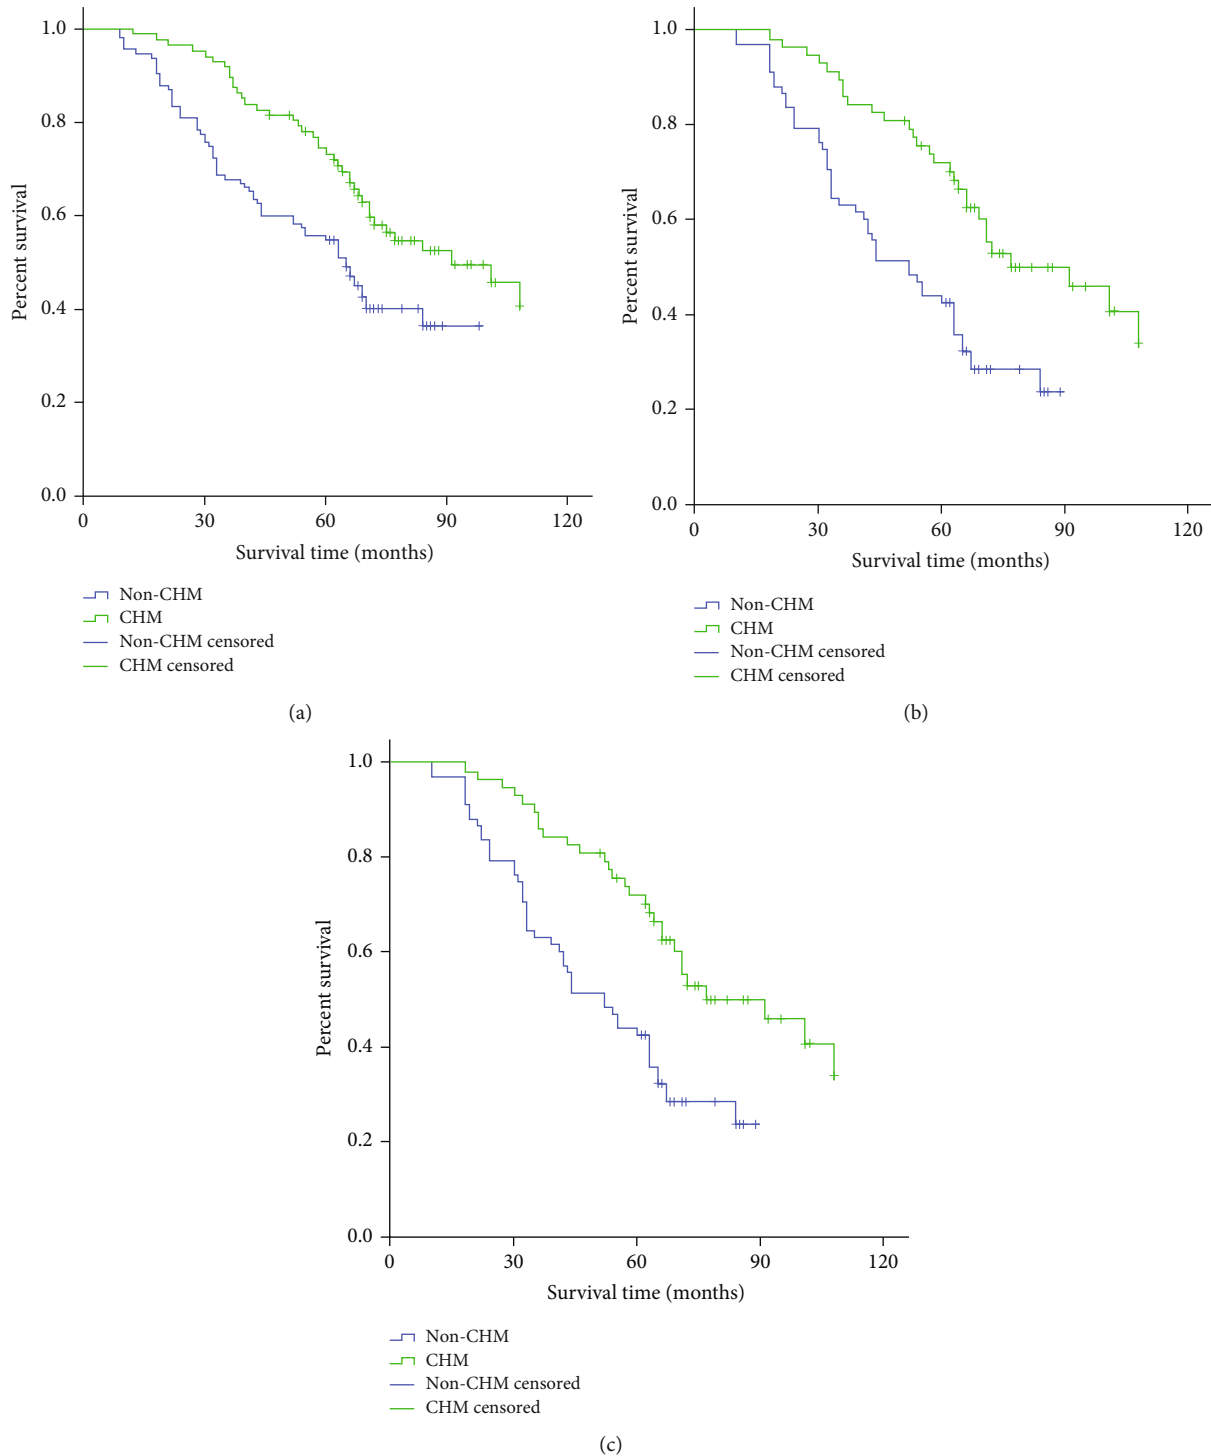 1.0
0.8
0.6
0.4
0.2
0.0
Percent survival
0
30
60
90
120
Survival time (months)
Non-CHM
CHM
Non-CHM censored
CHM censored
(a)
1.0
0.8
0.6
0.4
0.2
0.0
Percent survival
0
30
60
90
120
Survival time (months)
Non-CHM
CHM
Non-CHM censored
CHM censored
(b)
1.0
0.8
0.6
0.4
0.2
0.0
Percent survival
0
30
60
90
120
Survival time (months)
Non-CHM
CHM
Non-CHM censored
CHM censored
(c)